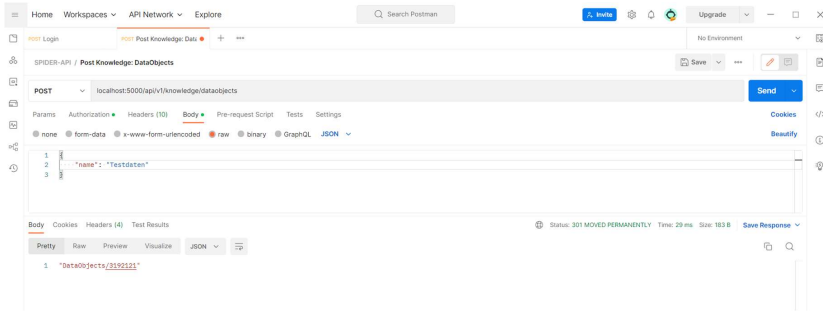 Home Workspaces API Network Explore Search Postman Invite Upgrade
POST Login POST Post Knowledge: Data No Environment
SPIDER-API / Post Knowledge: DataObjects Save
POST localhost:5000/api/v1/knowledge/dataobjects Send
Params Authorization Headers (10) Body Pre-request Script Tests Settings Cookies
none form-data x-www-form-urlencoded raw binary GraphQL JSON Beautify
1 {
2 "name": "Testdaten"
3 }
Body Cookies Headers (4) Test Results Status: 301 MOVED PERMANENTLY Time: 29 ms Size: 183 B Save Response
Pretty Raw Preview Visualize JSON
1 "DataObjects/3192121"